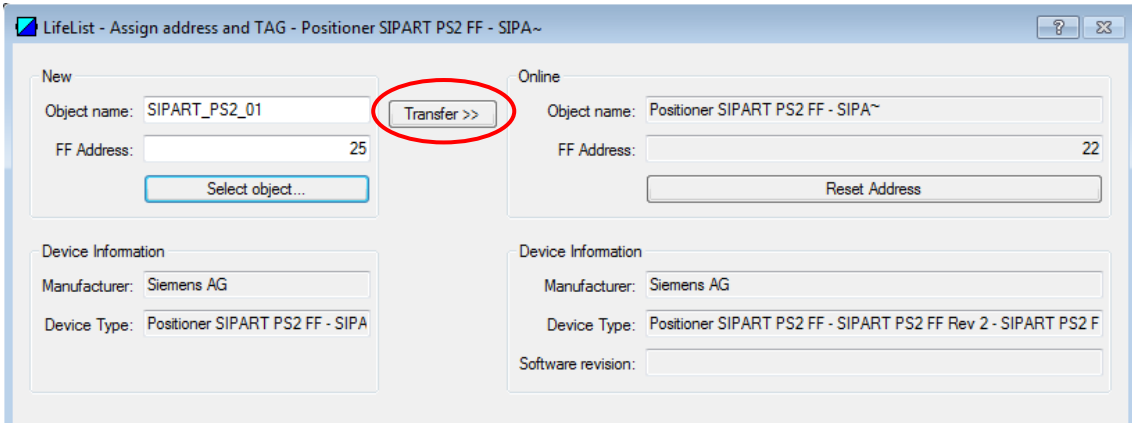 LifeList - Assign address and TAG - Positioner SIPART PS2 FF - SIPA~
New
Object name: SIPART_PS2_01
FF Address: 25
Select object...
Transfer >>
Online
Object name: Positioner SIPART PS2 FF - SIPA~
FF Address: 22
Reset Address
Device Information
Manufacturer: Siemens AG
Device Type: Positioner SIPART PS2 FF - SIPA
Device Information
Manufacturer: Siemens AG
Device Type: Positioner SIPART PS2 FF - SIPART PS2 FF Rev 2 - SIPART PS2 F
Software revision: